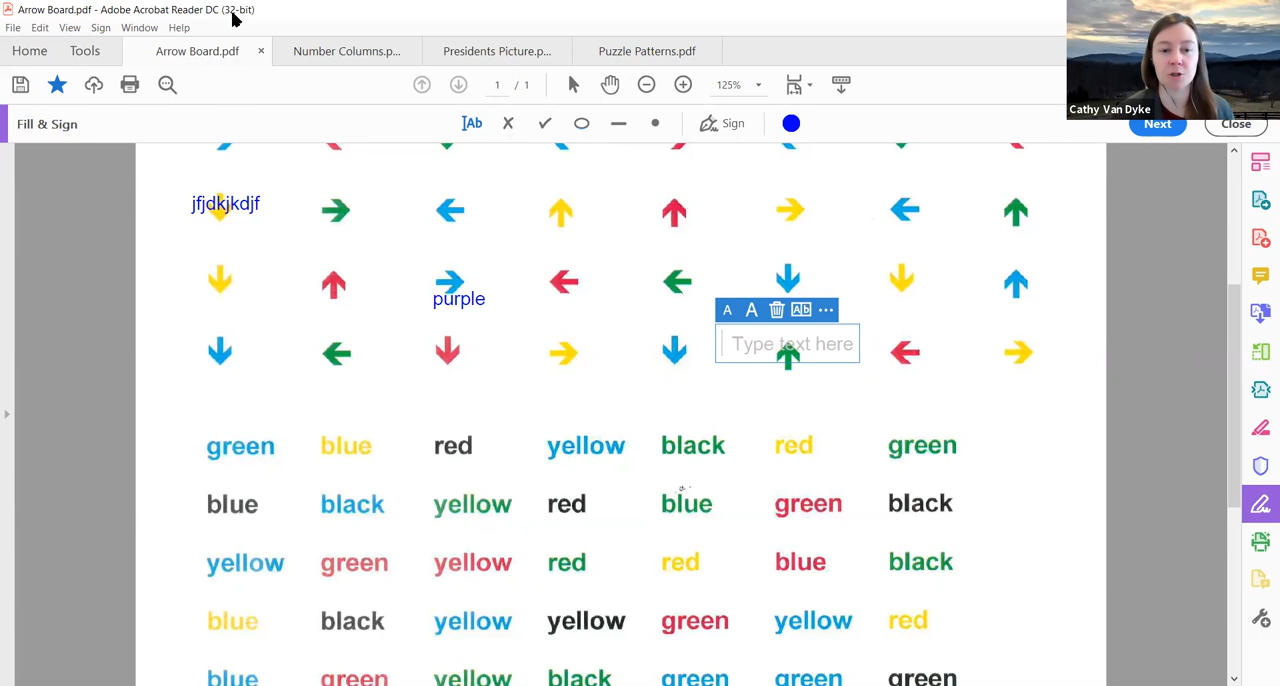 Arrow Board.pdf - Adobe Acrobat Reader DC (32-bit)
File Edit View Sign Window Help
Home Tools Arrow Board.pdf × Number Columns.p... Presidents Picture.p... Puzzle Patterns.pdf
1 / 1 125%
Cathy Van Dyke
Fill & Sign Ab Sign Next Close
jfjdkjkdjf
purple
A A Ab ...
Type text here
green blue red yellow black red green
blue black yellow red blue green black
yellow green yellow red red blue black
blue black yellow yellow green yellow red
blue green yellow black green green green